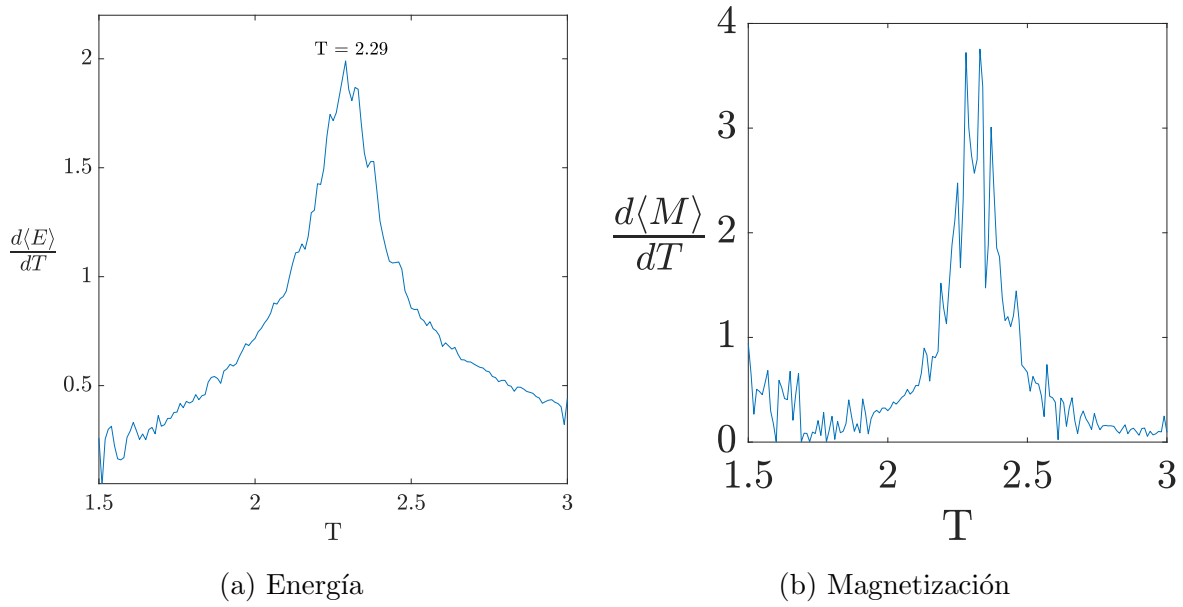 T = 2.29
2
1.5
1
0.5
d⟨E⟩
dT
1.5
2
2.5
3
T
(a) Energía
4
3
2
1
0
d⟨M⟩
dT
1.5
2
2.5
3
T
(b) Magnetización